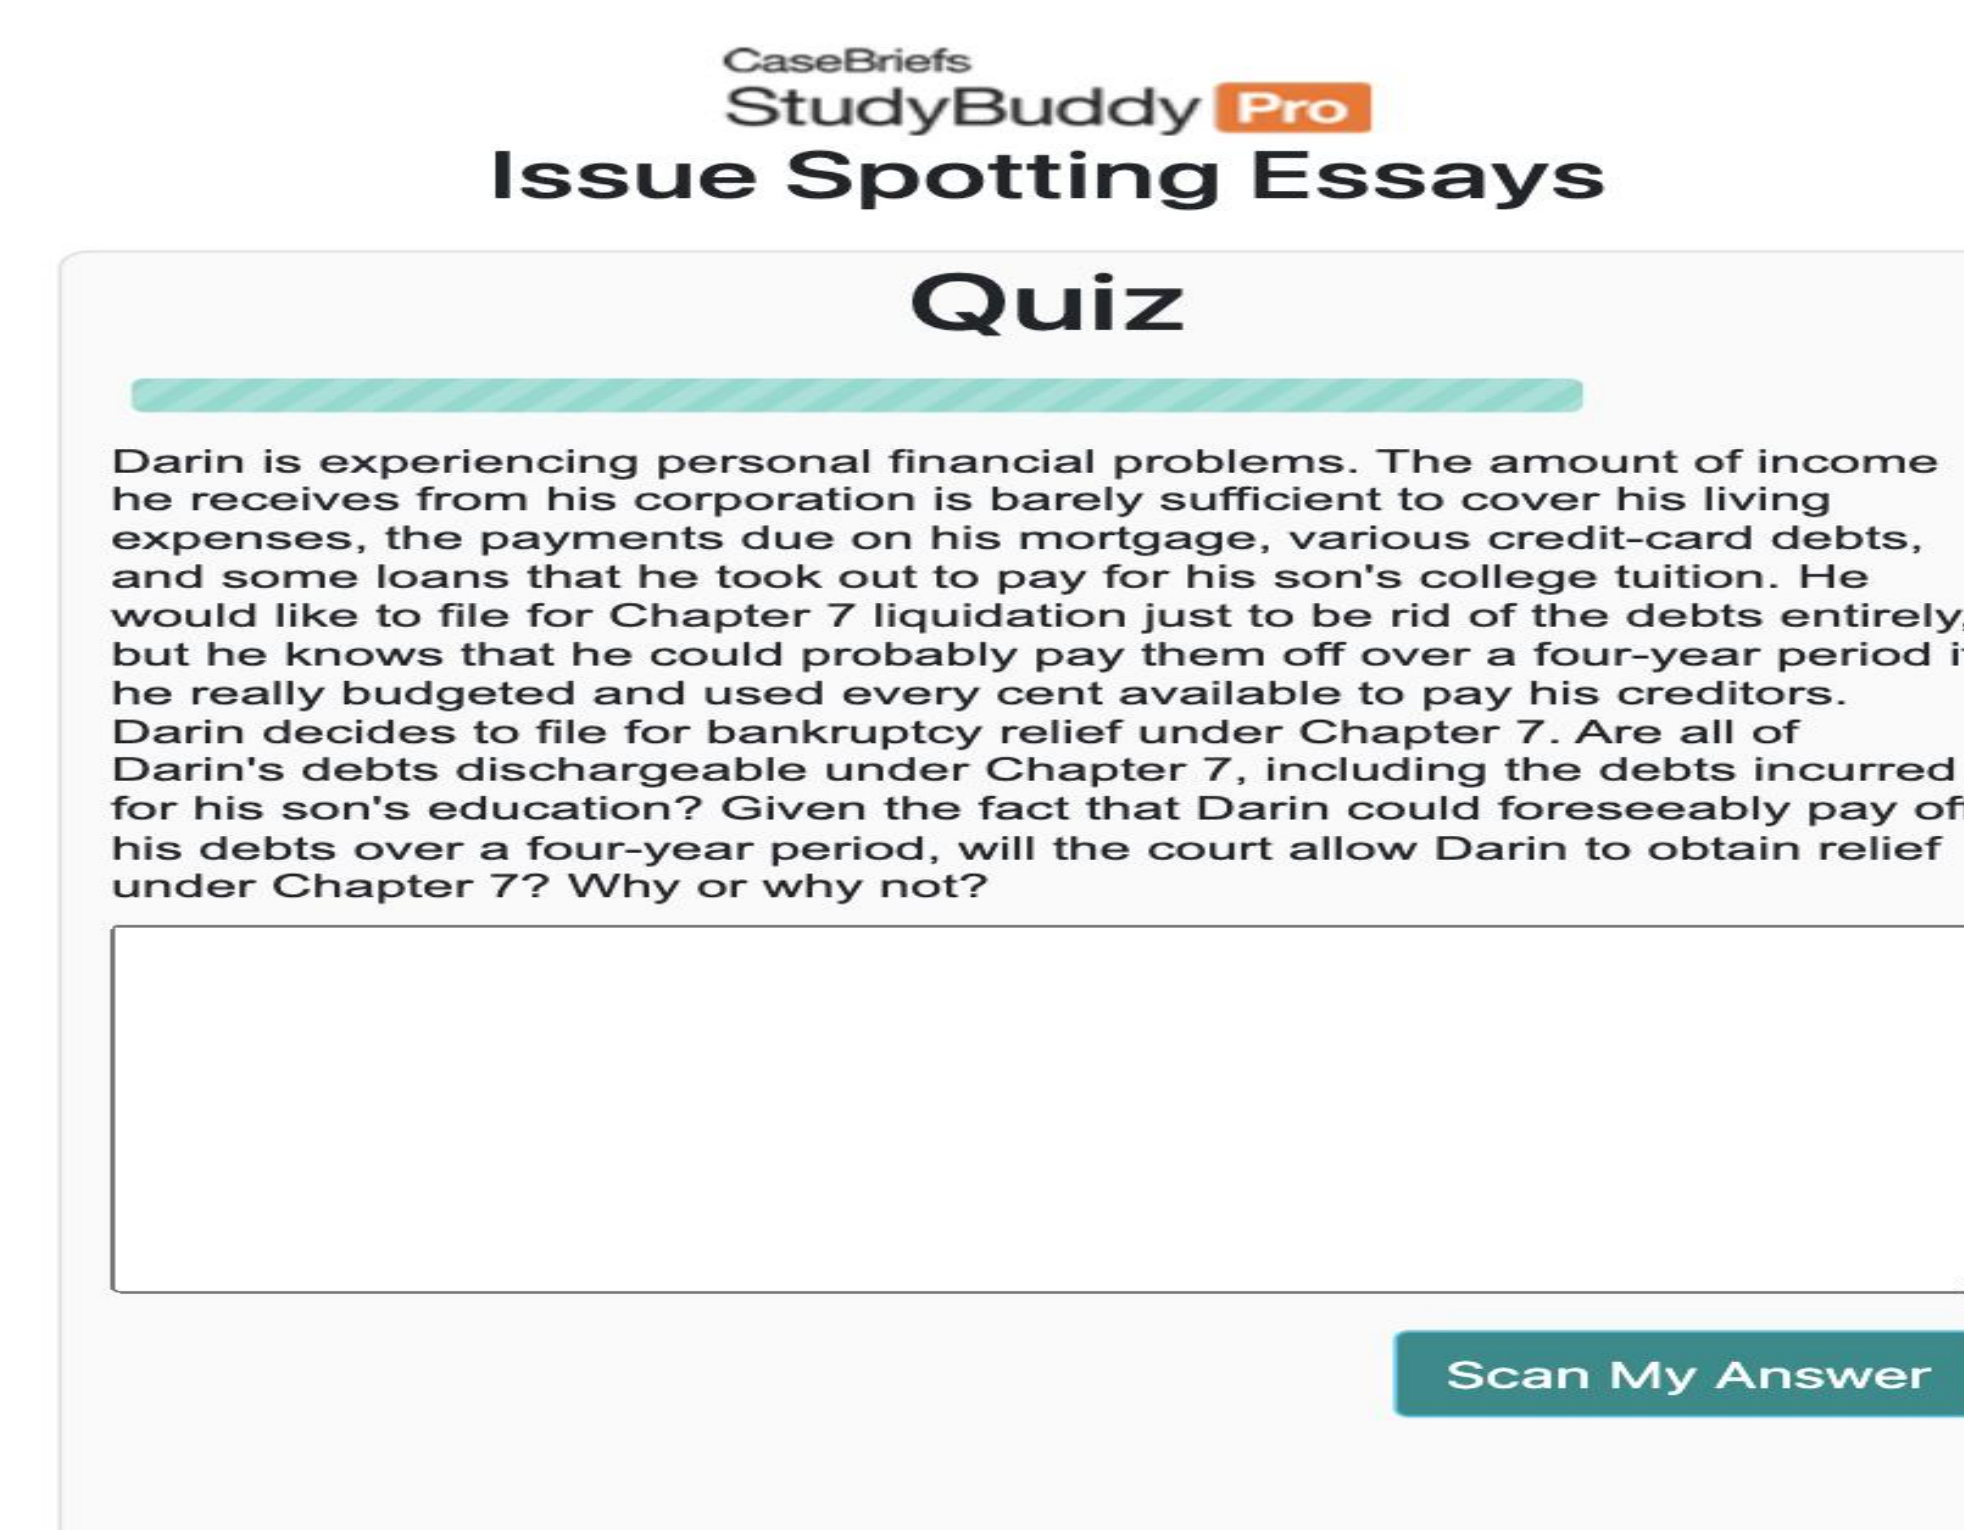 CaseBriefs
StudyBuddy Pro
Issue Spotting Essays
Quiz
Darin is experiencing personal financial problems. The amount of income
he receives from his corporation is barely sufficient to cover his living
expenses, the payments due on his mortgage, various credit-card debts,
and some loans that he took out to pay for his son's college tuition. He
would like to file for Chapter 7 liquidation just to be rid of the debts entirely,
but he knows that he could probably pay them off over a four-year period if
he really budgeted and used every cent available to pay his creditors.
Darin decides to file for bankruptcy relief under Chapter 7. Are all of
Darin's debts dischargeable under Chapter 7, including the debts incurred
for his son's education? Given the fact that Darin could foreseeably pay off
his debts over a four-year period, will the court allow Darin to obtain relief
under Chapter 7? Why or why not?
Scan My Answer